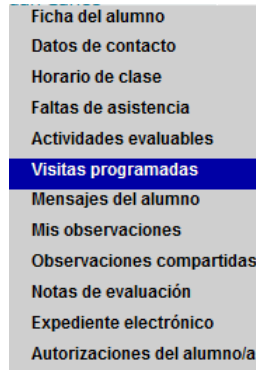 Ficha del alumno
Datos de contacto
Horario de clase
Faltas de asistencia
Actividades evaluables
Visitas programadas
Mensajes del alumno
Mis observaciones
Observaciones compartidas
Notas de evaluación
Expediente electrónico
Autorizaciones del alumno/a